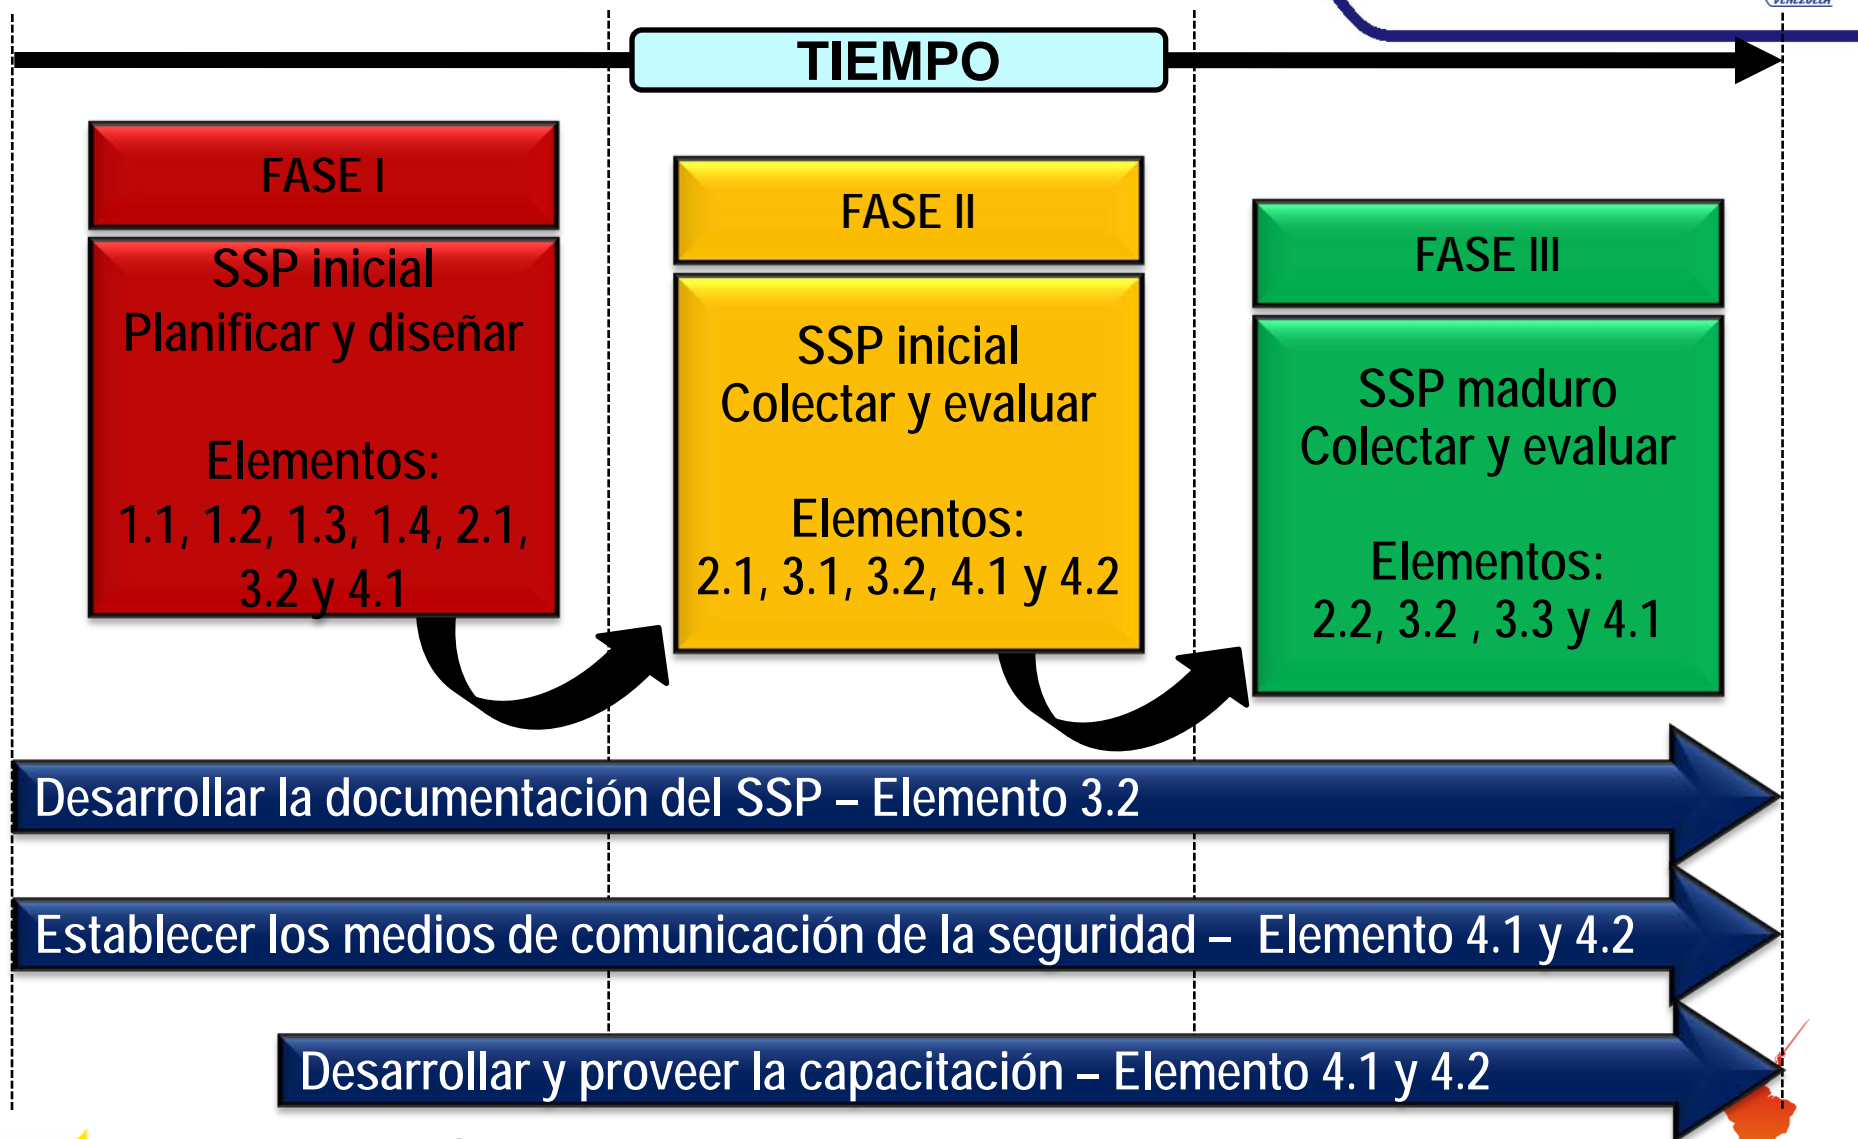 VENEZUELA
TIEMPO
FASE I
SSP inicial
Planificar y diseñar
Elementos:
1.1, 1.2, 1.3, 1.4, 2.1,
3.2 y 4.1
FASE II
SSP inicial
Colectar y evaluar
Elementos:
2.1, 3.1, 3.2, 4.1 y 4.2
FASE III
SSP maduro
Colectar y evaluar
Elementos:
2.2, 3.2 , 3.3 y 4.1
Desarrollar la documentación del SSP – Elemento 3.2
Establecer los medios de comunicación de la seguridad – Elemento 4.1 y 4.2
Desarrollar y proveer la capacitación – Elemento 4.1 y 4.2